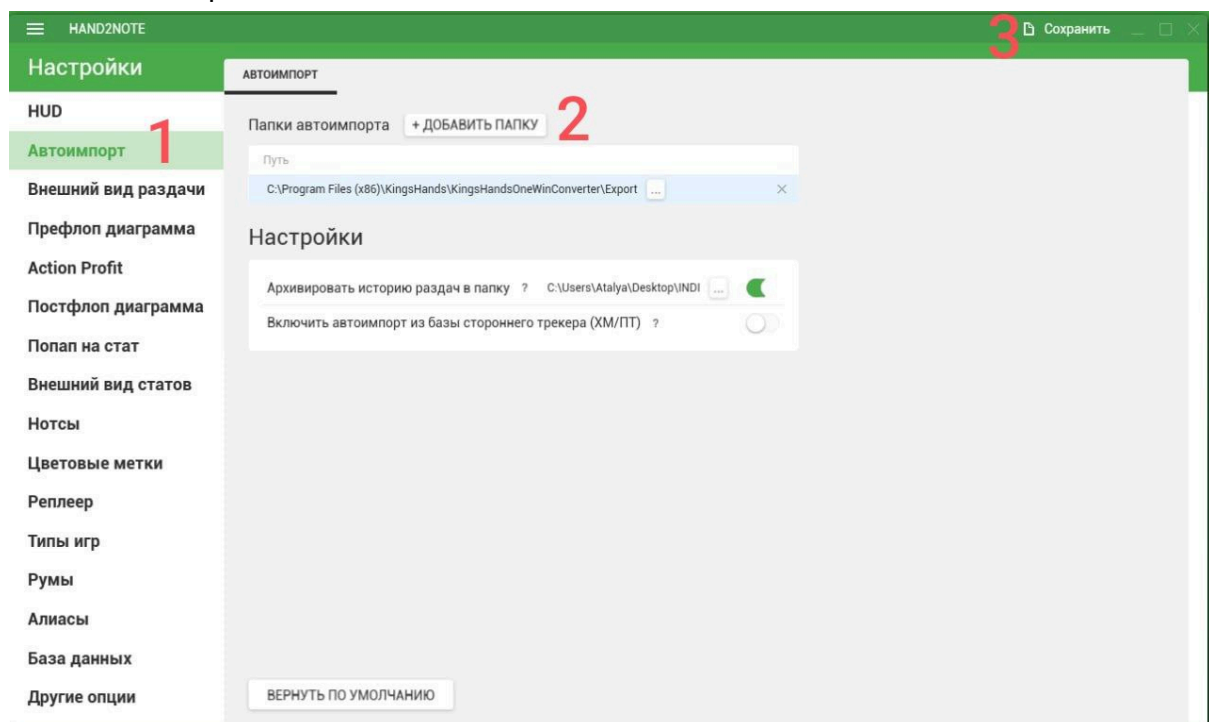 HAND2NOTE
3
Сохранить
Настройки
АВТОИМПОРТ
HUD
Автоимпорт
1
Внешний вид раздачи
Префлоп диаграмма
Action Profit
Постфлоп диаграмма
Попап на стат
Внешний вид статов
Нотсы
Цветовые метки
Реплеер
Типы игр
Румы
Алиасы
База данных
Другие опции
Папки автоимпорта
+ ДОБАВИТЬ ПАПКУ
2
Путь
C:\Program Files (x86)\KingsHands\KingsHandsOneWinConverter\Export ...
Настройки
Архивировать историю раздач в папку ? C:\Users\Atalya\Desktop\INDI ...
Включить автоимпорт из базы стороннего трекера (ХМ/ПТ) ?
ВЕРНУТЬ ПО УМОЛЧАНИЮ